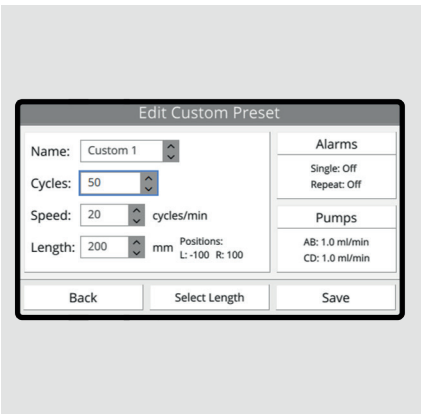 Edit Custom Preset
Name: Custom 1
Cycles: 50
Speed: 20 cycles/min
Length: 200 mm Positions:
L: -100 R: 100
Alarms
Single: Off
Repeat: Off
Pumps
AB: 1.0 ml/min
CD: 1.0 ml/min
Back Select Length Save